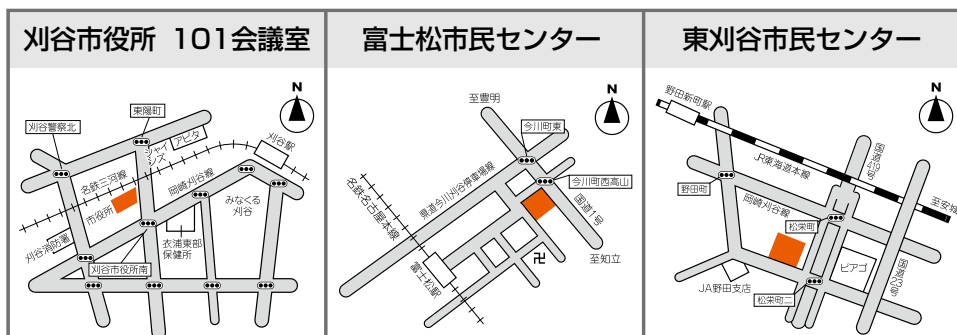 刈谷市役所 101会議室
N
東陽町
刈谷警察北
シャイ
ンズ
アピタ
刈谷駅
名鉄三河線
岡崎刈谷線
みなくる
刈谷
市役所
刈谷消防署
衣浦東部
保健所
刈谷市役所南
富士松市民センター
N
至豊明
今川町東
県道今川刈谷停車場線
今川町西高山
名鉄名古屋本線
国道1号
至知立
富士松駅
東刈谷市民センター
N
野田新町駅
JR東海道本線
国道419号
至安城
野田町
岡崎刈谷線
松栄町
ピアゴ
国道23号
JA野田支店
松栄町二